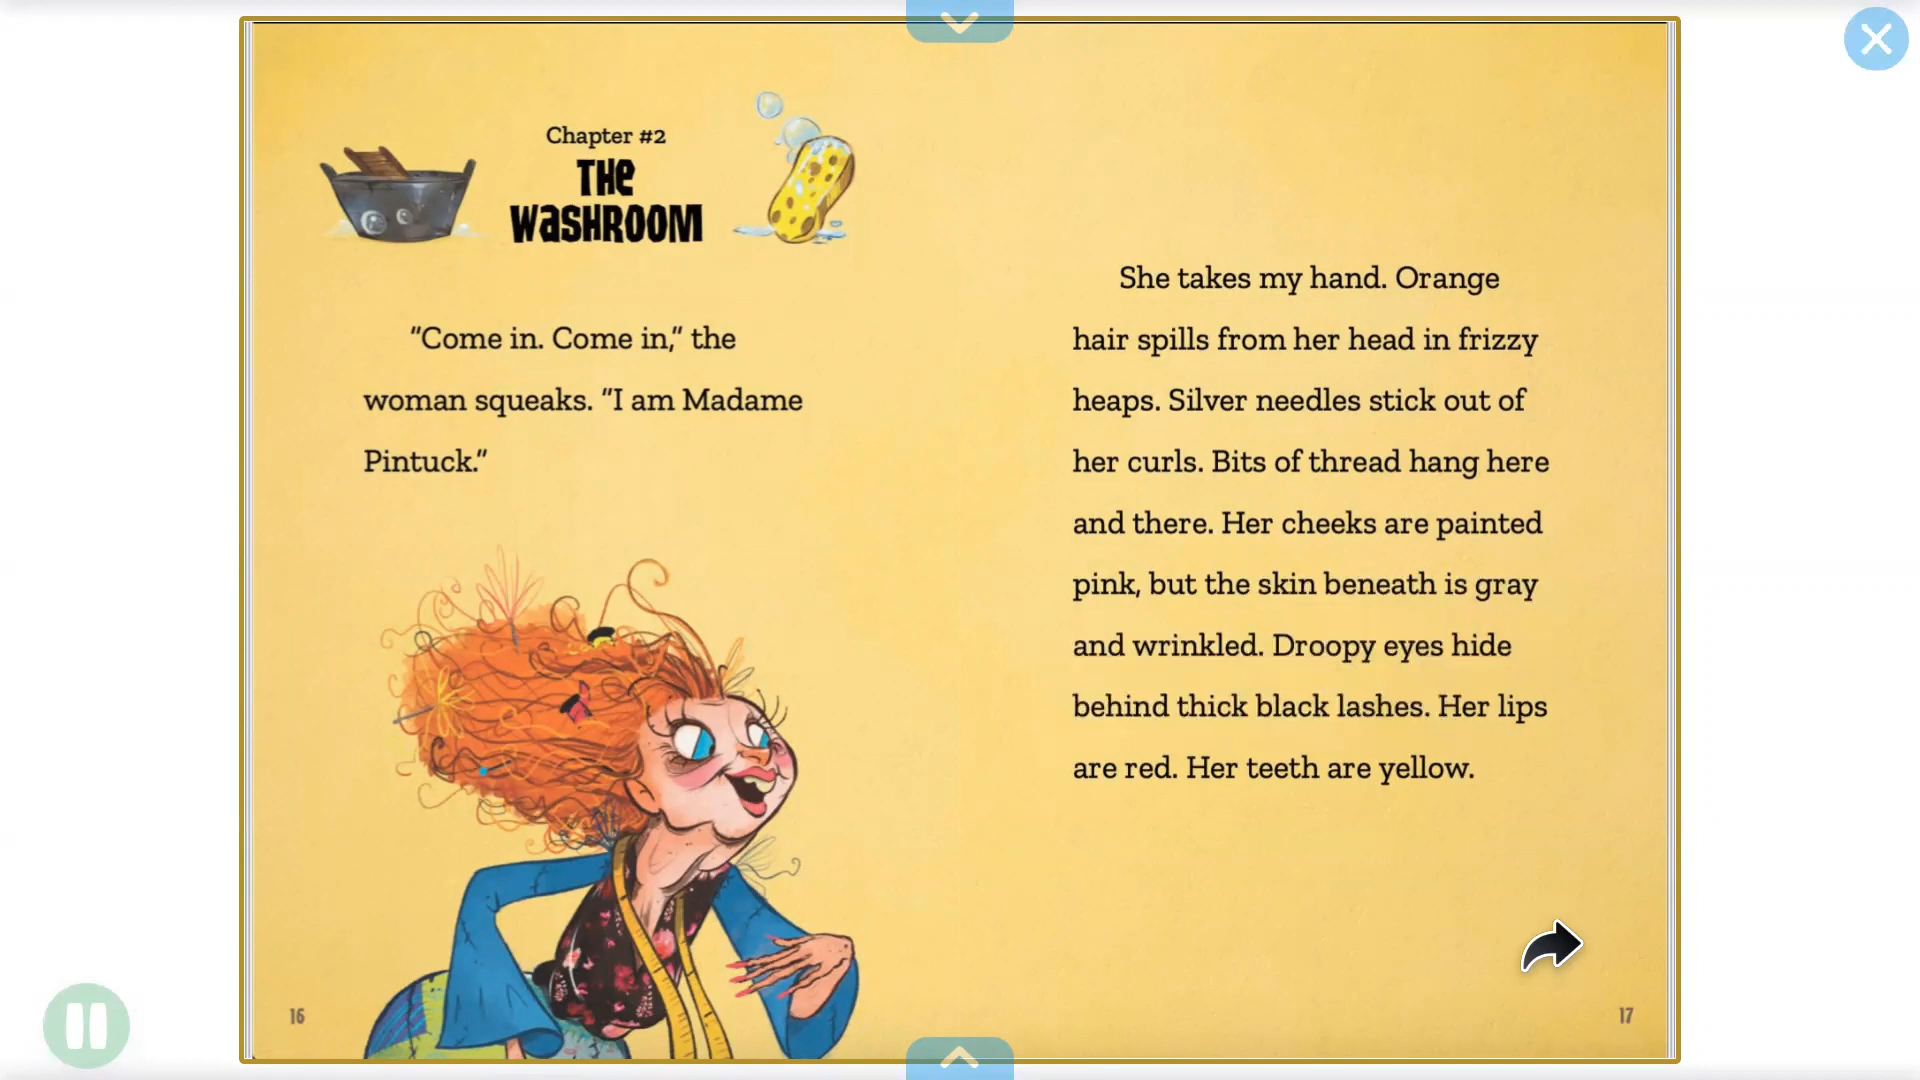 Chapter #2
THe
WaSHROOM
"Come in. Come in," the
woman squeaks. "I am Madame
Pintuck."
16
She takes my hand. Orange
hair spills from her head in frizzy
heaps. Silver needles stick out of
her curls. Bits of thread hang here
and there. Her cheeks are painted
pink, but the skin beneath is gray
and wrinkled. Droopy eyes hide
behind thick black lashes. Her lips
are red. Her teeth are yellow.
17